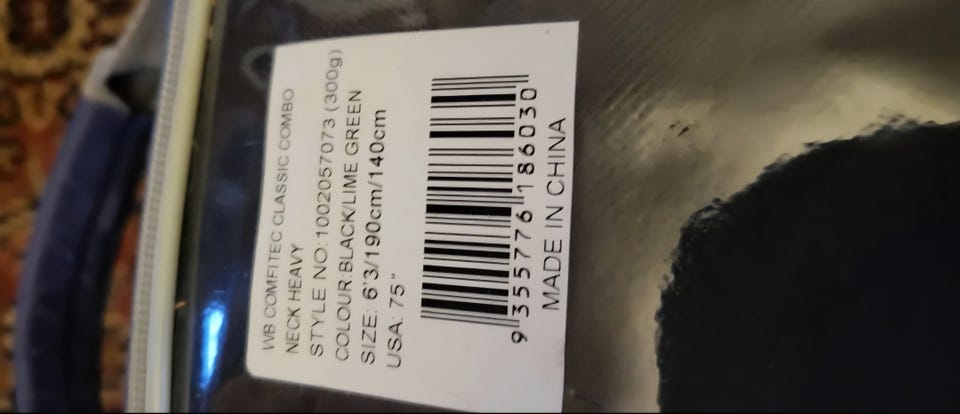 WB COMFITEC CLASSIC COMBO
NECK HEAVY
STYLE NO:1002057073 (300g)
COLOUR:BLACK/LIME GREEN
SIZE: 6'3/190cm/140cm
USA: 75"
9 355776 186030
MADE IN CHINA